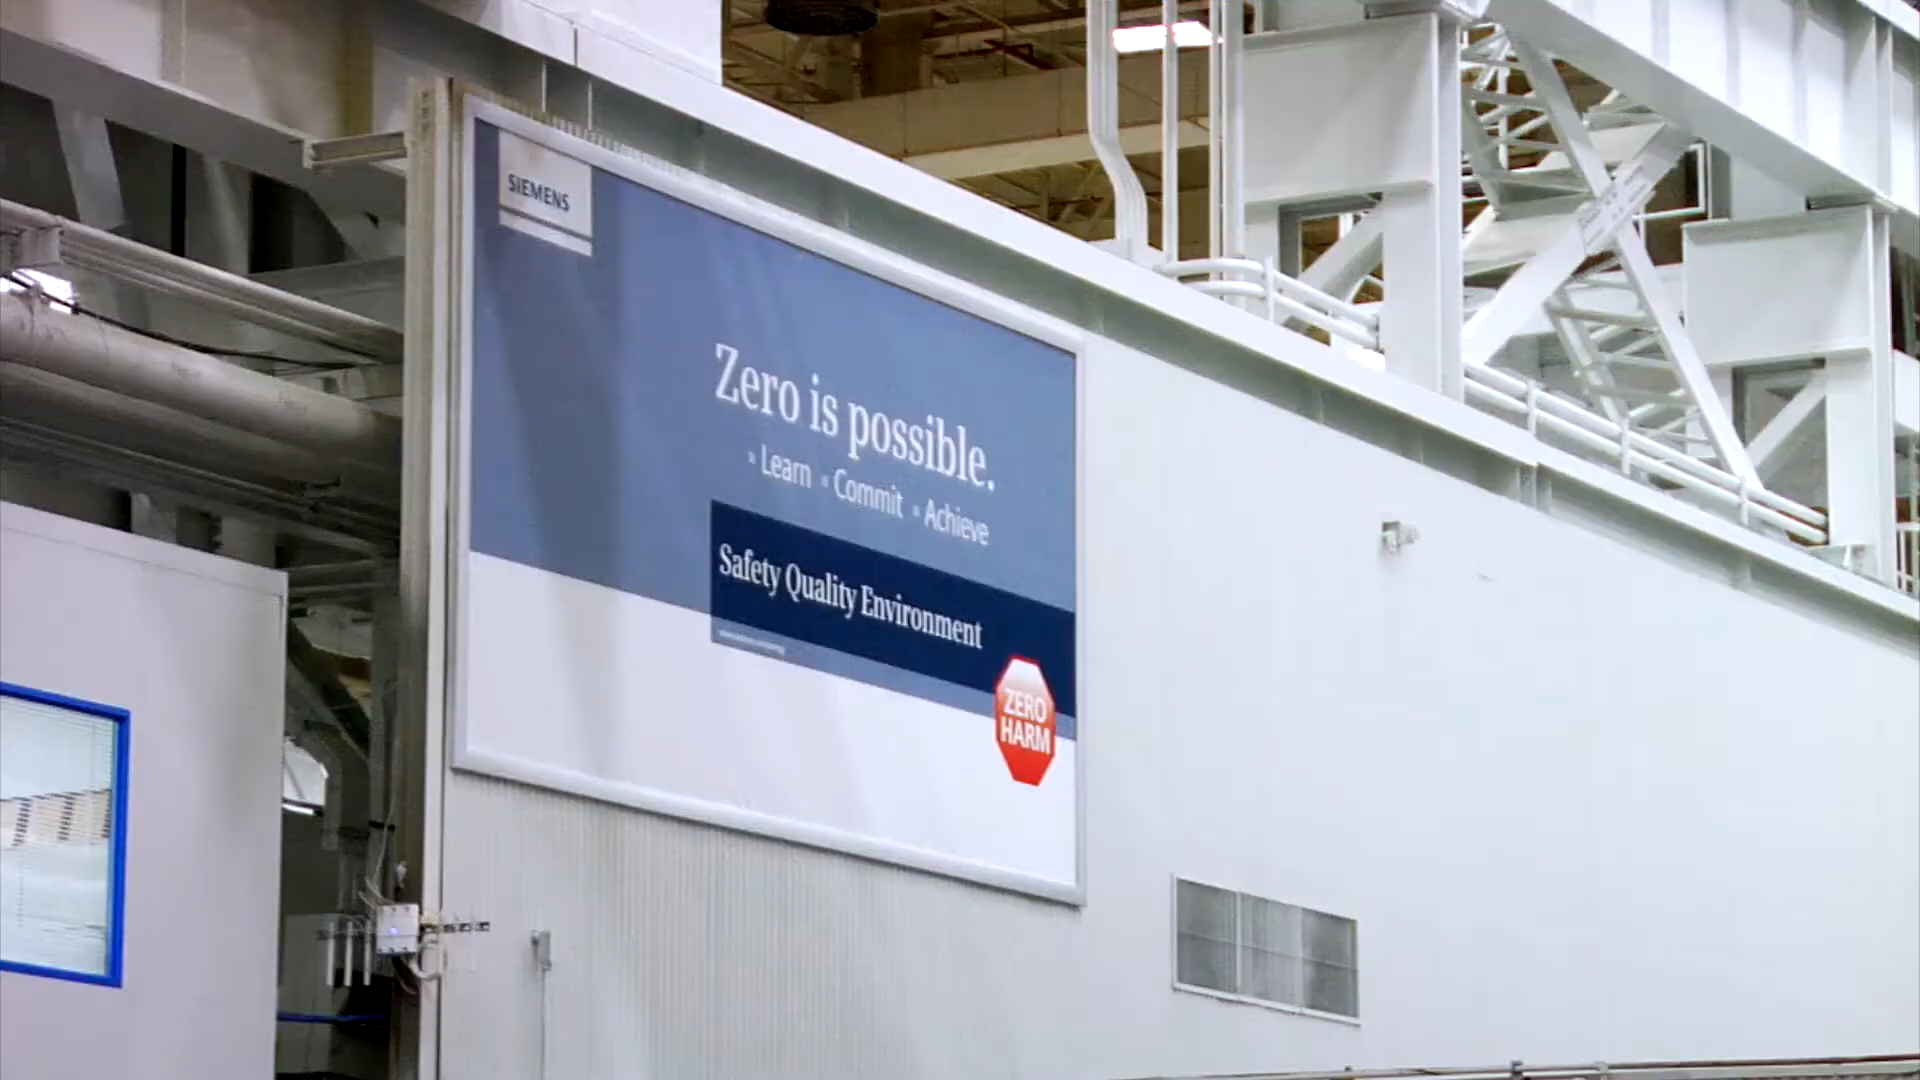 SIEMENS
Zero is possible.
▪ Learn ▪ Commit ▪ Achieve
Safety Quality Environment
ZERO
HARM